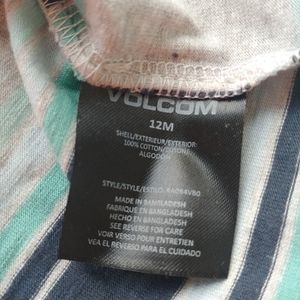 VOLCOM
12M
SHELL/EXTERIEUR/EXTERIOR:
100% COTTON/COTON/
ALGODON
STYLE/STYLE/ESTILO:
MADE IN BANGLADESH
FABRIQUE EN BANGLADESH
HECHO EN BANGLADESH
SEE REVERSE FOR CARE
VOIR VERSO POUR ENTRETIEN
VEA EL REVERSO PARA EL CUIDADO